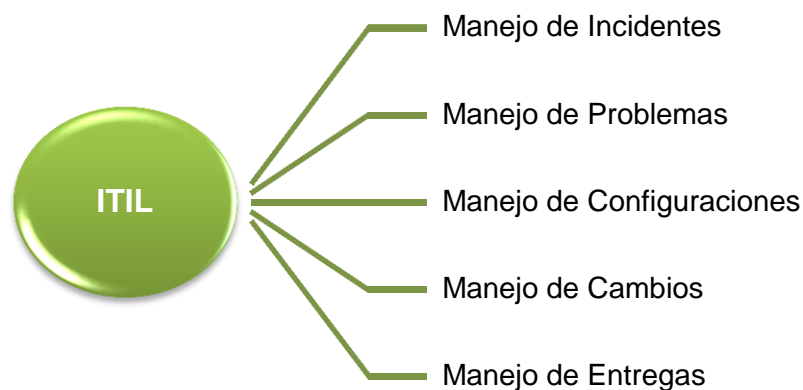 Manejo de Incidentes
Manejo de Problemas
ITIL
Manejo de Configuraciones
Manejo de Cambios
Manejo de Entregas